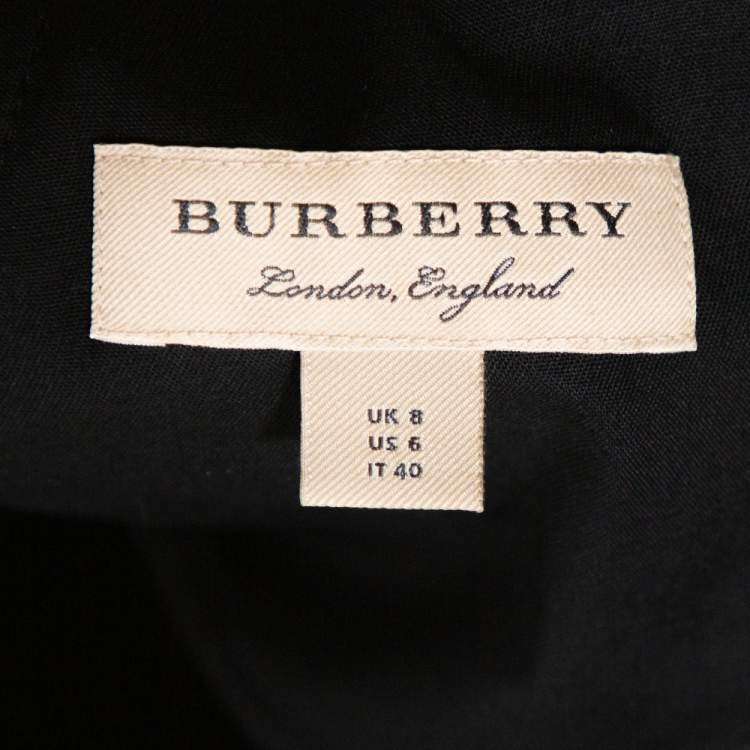 BURBERRY
London, England
UK 8
US 6
IT 40